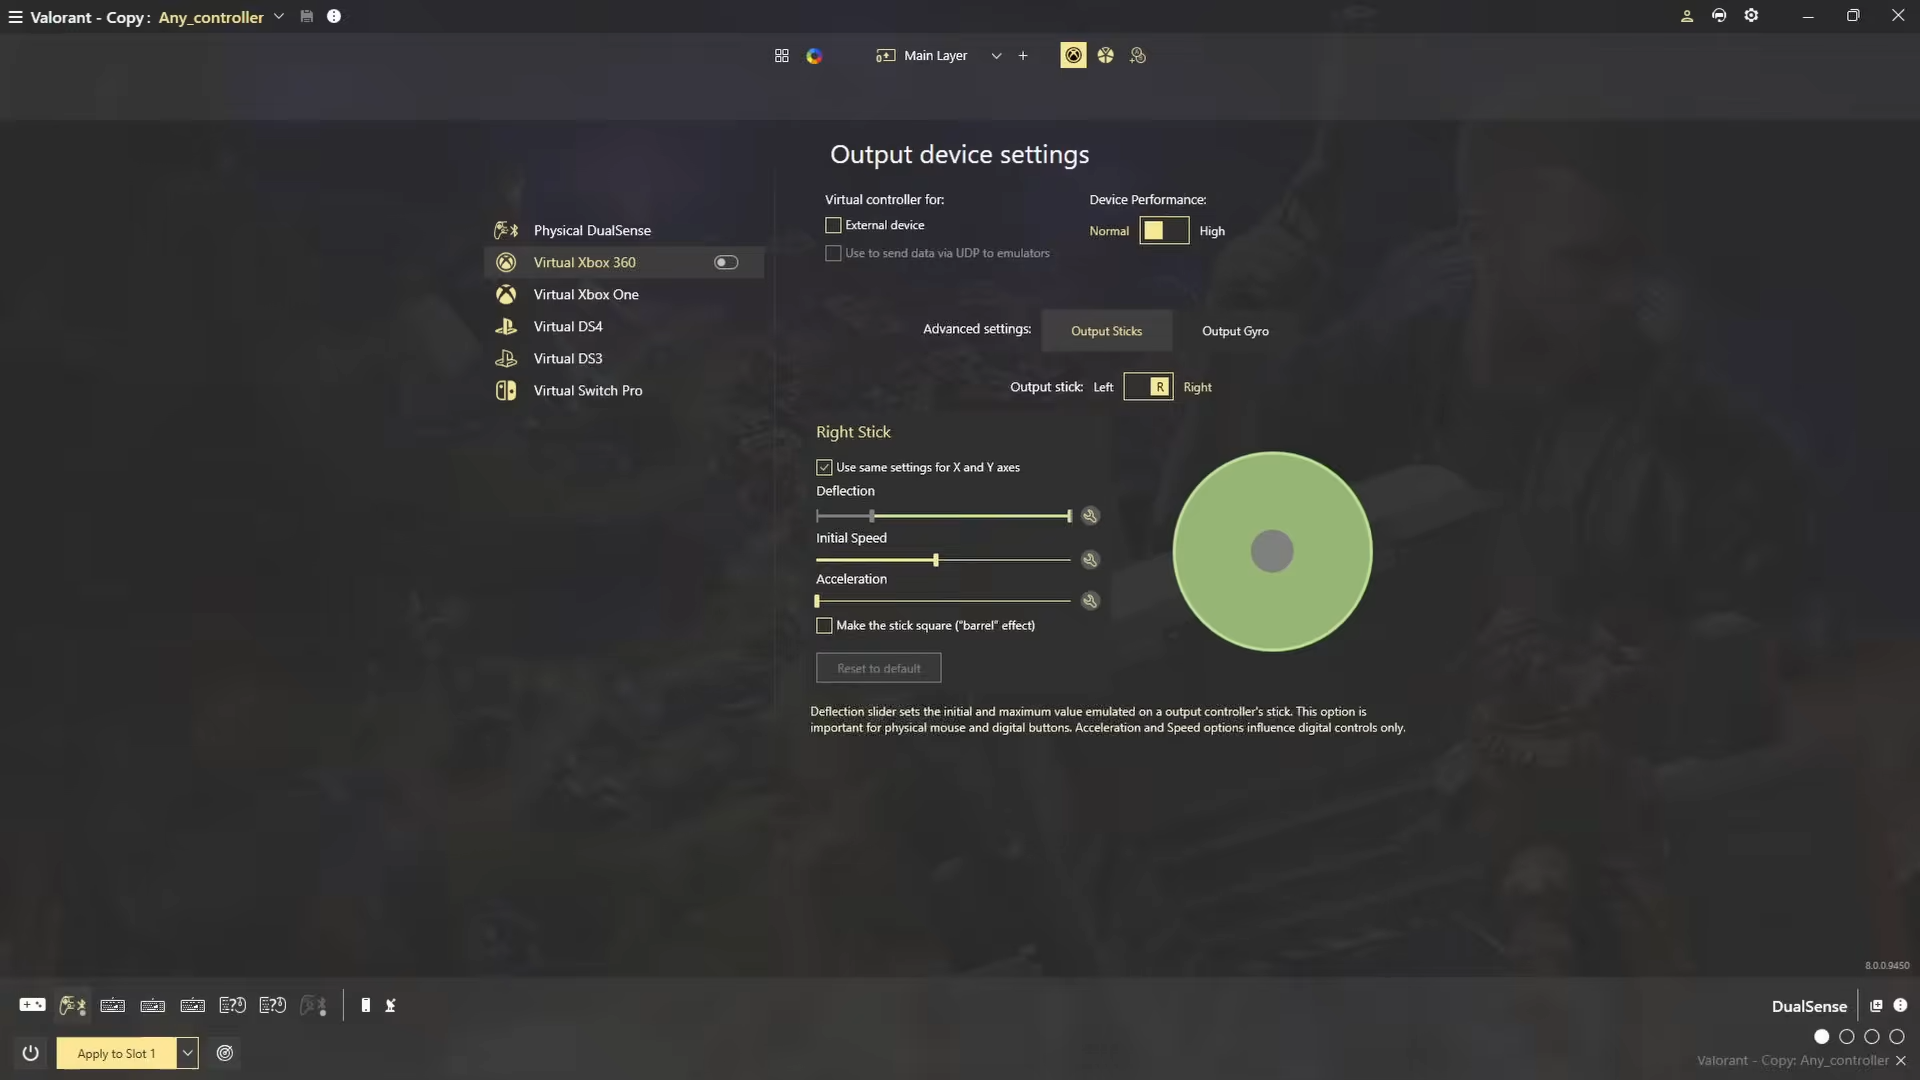 Valorant - Copy: Any_controller
Main Layer
Output device settings
Virtual controller for:
Device Performance:
External device
Normal
High
Use to send data via UDP to emulators
Physical DualSense
Virtual Xbox 360
Virtual Xbox One
Virtual DS4
Virtual DS3
Virtual Switch Pro
Advanced settings:
Output Sticks
Output Gyro
Output stick:
Left
R
Right
Right Stick
Use same settings for X and Y axes
Deflection
Initial Speed
Acceleration
Make the stick square ("barrel" effect)
Reset to default
Deflection slider sets the initial and maximum value emulated on a output controller's stick. This option is
important for physical mouse and digital buttons. Acceleration and Speed options influence digital controls only.
8.0.0.9450
DualSense
Apply to Slot 1
Valorant - Copy: Any_controller